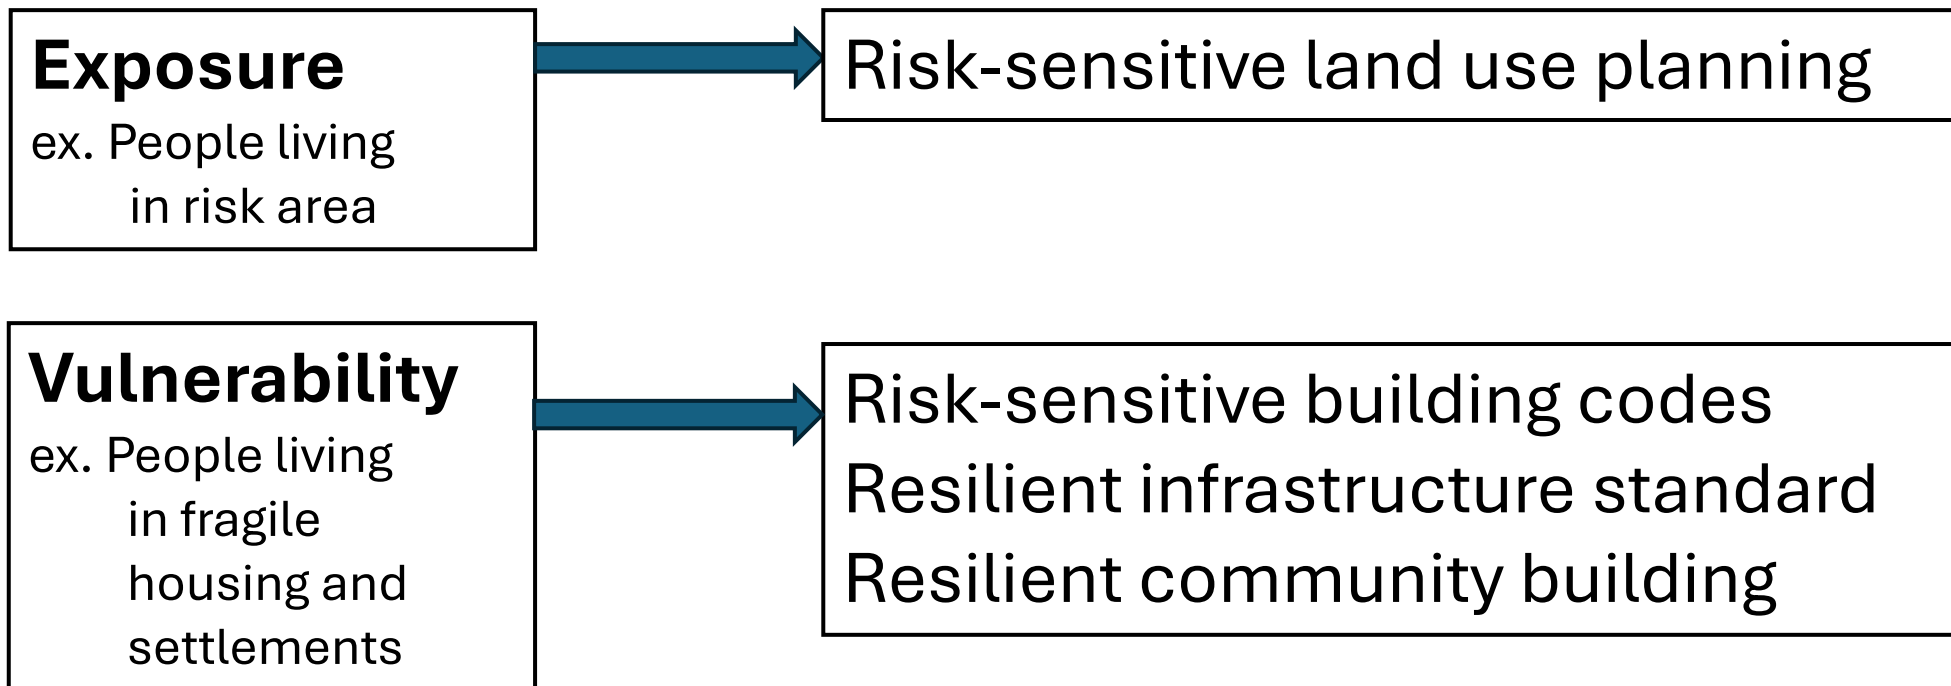 Exposure
ex. People living
in risk area
Risk-sensitive land use planning
Vulnerability
ex. People living
in fragile
housing and
settlements
Risk-sensitive building codes
Resilient infrastructure standard
Resilient community building